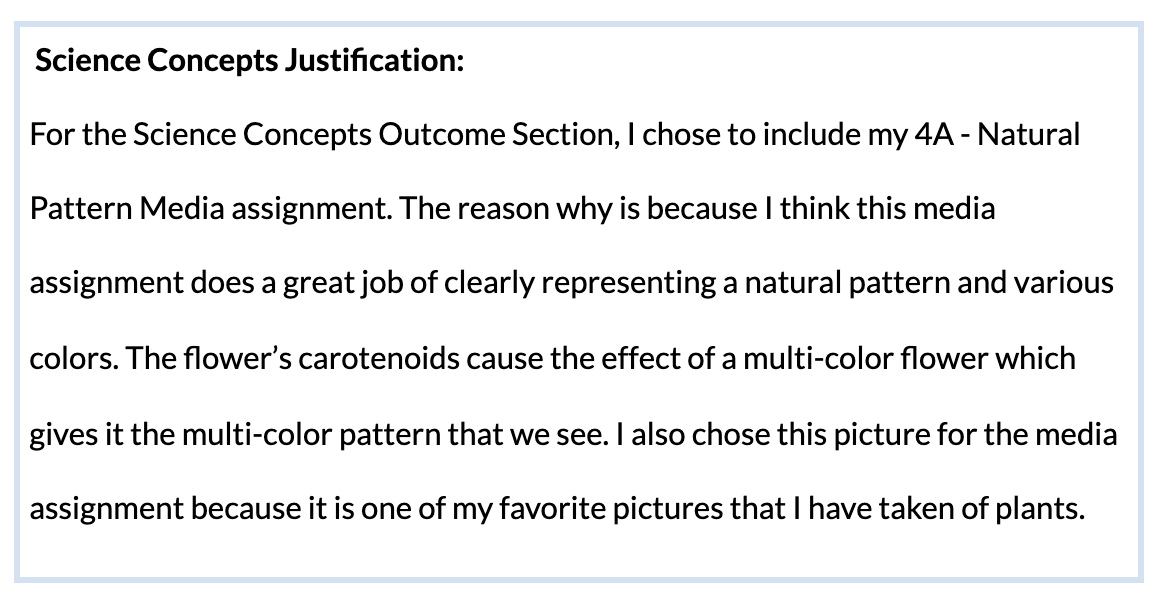 Science Concepts Justification:
For the Science Concepts Outcome Section, I chose to include my 4A - Natural
Pattern Media assignment. The reason why is because I think this media
assignment does a great job of clearly representing a natural pattern and various
colors. The flower’s carotenoids cause the effect of a multi-color flower which
gives it the multi-color pattern that we see. I also chose this picture for the media
assignment because it is one of my favorite pictures that I have taken of plants.